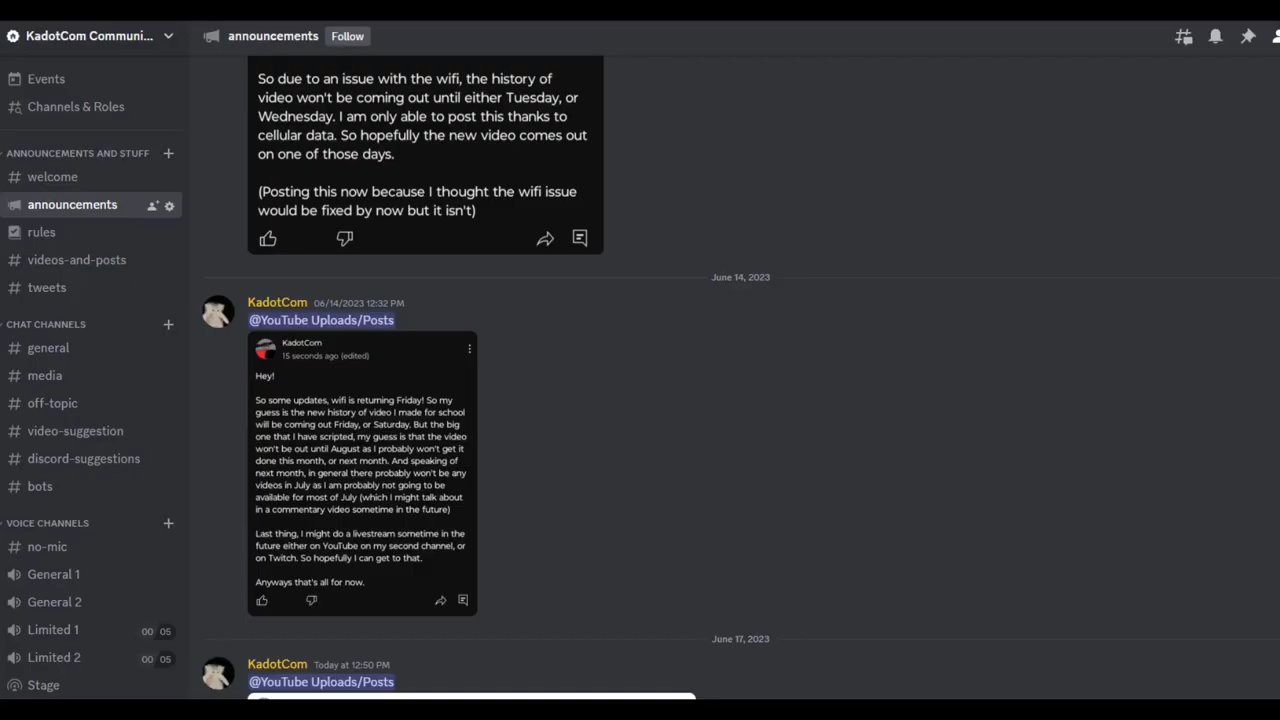 KadotCom Communi...
Events
Channels & Roles
ANNOUNCEMENTS AND STUFF
welcome
announcements
rules
videos-and-posts
tweets
CHAT CHANNELS
general
media
off-topic
video-suggestion
discord-suggestions
bots
VOICE CHANNELS
no-mic
General 1
General 2
Limited 1 00 05
Limited 2 00 05
Stage
announcements Follow
So due to an issue with the wifi, the history of
video won't be coming out until either Tuesday, or
Wednesday. I am only able to post this thanks to
cellular data. So hopefully the new video comes out
on one of those days.
(Posting this now because I thought the wifi issue
would be fixed by now but it isn't)
June 14, 2023
KadotCom 06/14/2023 12:32 PM
@YouTube Uploads/Posts
KadotCom
15 seconds ago (edited)
Hey!
So some updates, wifi is returning Friday! So my
guess is the new history of video I made for school
will be coming out Friday, or Saturday. But the big
one that I have scripted, my guess is that the video
won't be out until August as I probably won't get it
done this month, or next month. And speaking of
next month, in general there probably won't be any
videos in July as I am probably not going to be
available for most of July (which I might talk about
in a commentary video sometime in the future)
Last thing, I might do a livestream sometime in the
future either on YouTube on my second channel, or
on Twitch. So hopefully I can get to that.
Anyways that's all for now.
June 17, 2023
KadotCom Today at 12:50 PM
@YouTube Uploads/Posts